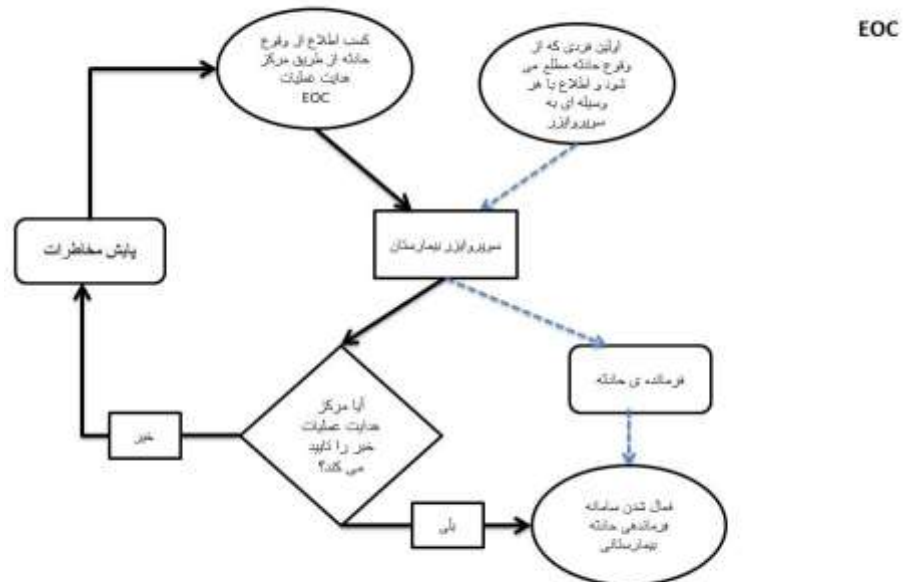 EOC
کسب اطلاع از وقوع
حادثه از طریق مرکز
هدایت عملیات
EOC
اولین فردی که از
وقوع حادثه مطلع می
شود و اطلاع با هر
وسیله ای به
سوپروایزر
سوپروایزر بیمارستان
پایش مخاطرات
فرمانده ی حادثه
آیا مرکز
هدایت عملیات
خبر را تایید
می کند؟
خیر
بلی
فعال شدن سامانه
فرماندهی حادثه
بیمارستانی